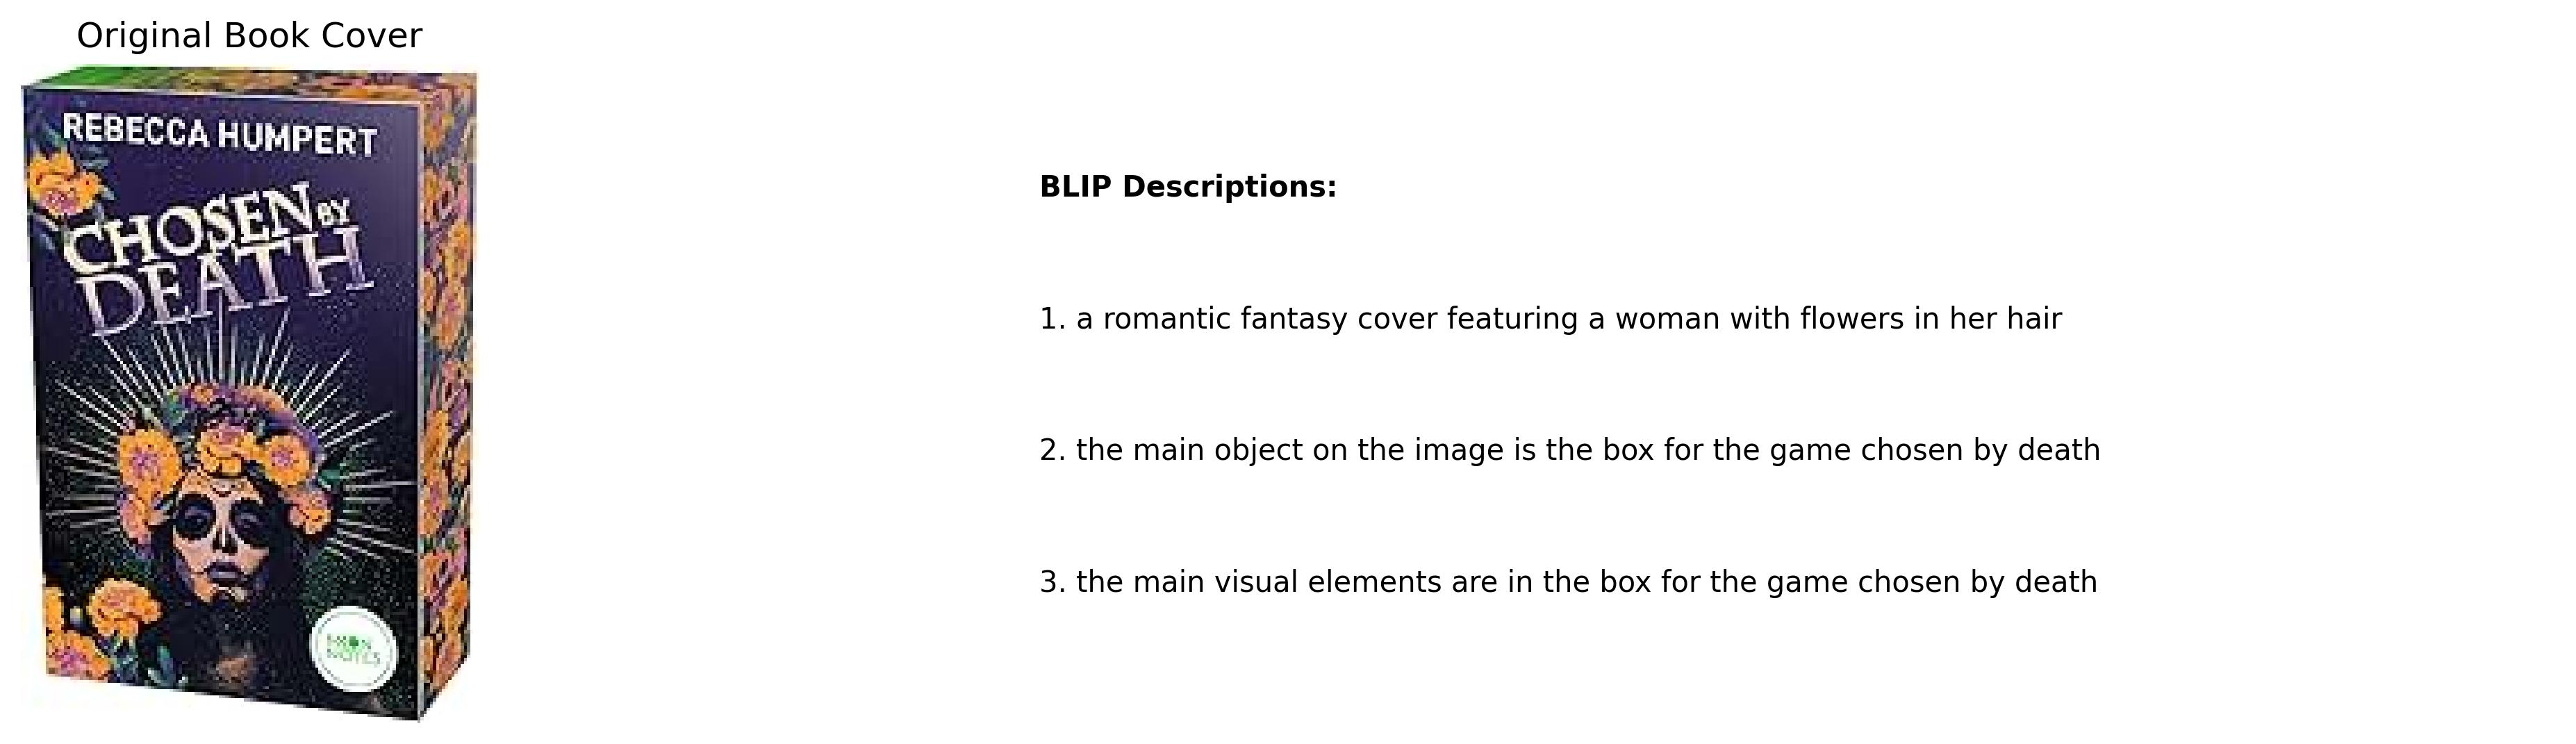 Original Book Cover
REBECCA HUMPERT
CHOSEN BY
DEATH
BLIP Descriptions:
1. a romantic fantasy cover featuring a woman with flowers in her hair
2. the main object on the image is the box for the game chosen by death
3. the main visual elements are in the box for the game chosen by death